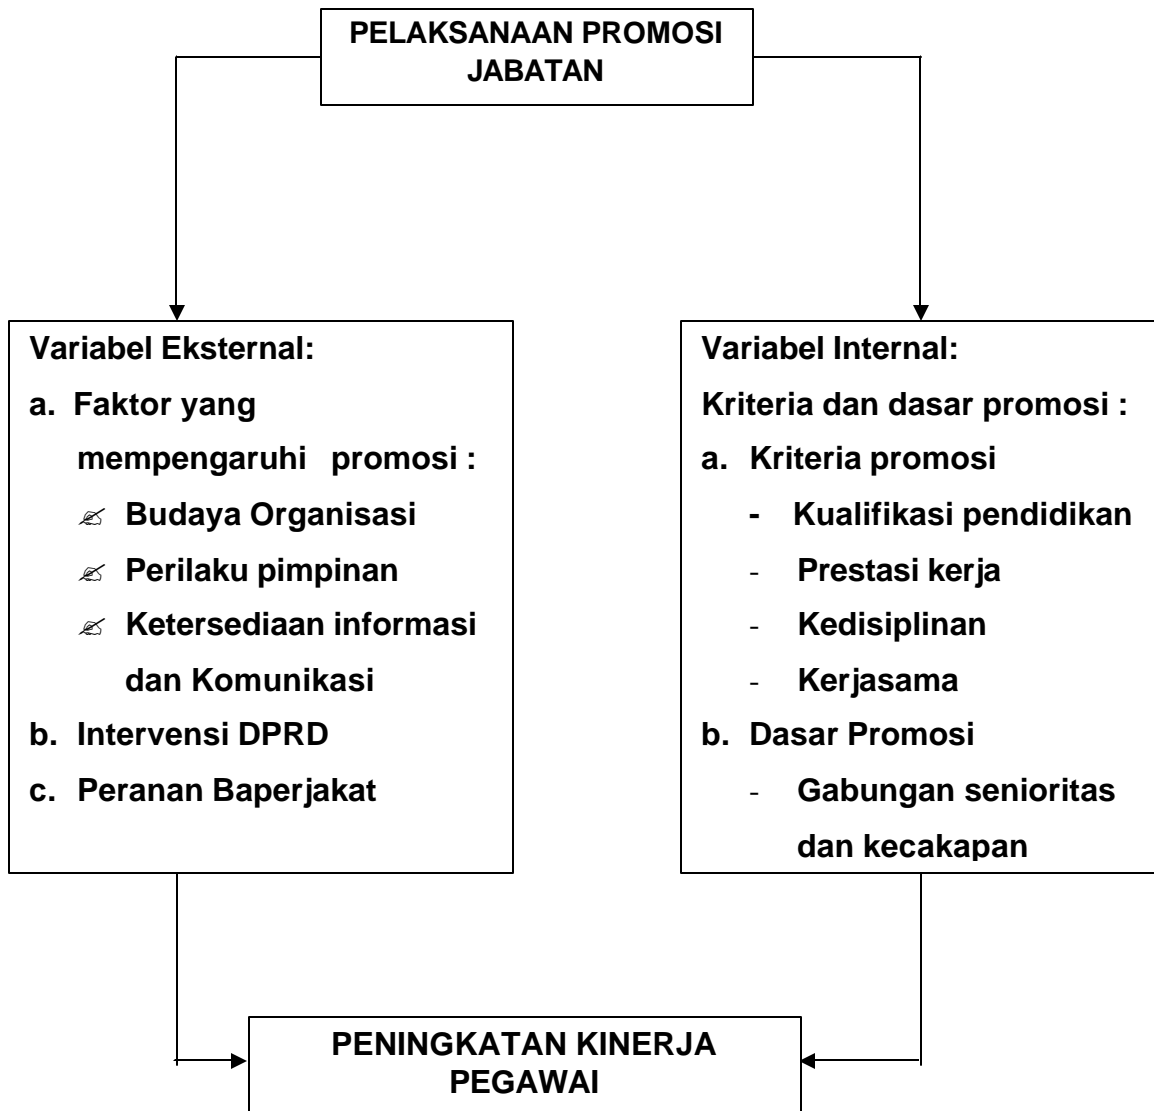 PELAKSANAAN PROMOSI
JABATAN
Variabel Eksternal:
a. Faktor yang
mempengaruhi promosi :
Budaya Organisasi
Perilaku pimpinan
Ketersediaan informasi
dan Komunikasi
b. Intervensi DPRD
c. Peranan Baperjakat
Variabel Internal:
Kriteria dan dasar promosi :
a. Kriteria promosi
- Kualifikasi pendidikan
- Prestasi kerja
- Kedisiplinan
- Kerjasama
b. Dasar Promosi
- Gabungan senioritas
dan kecakapan
PENINGKATAN KINERJA
PEGAWAI